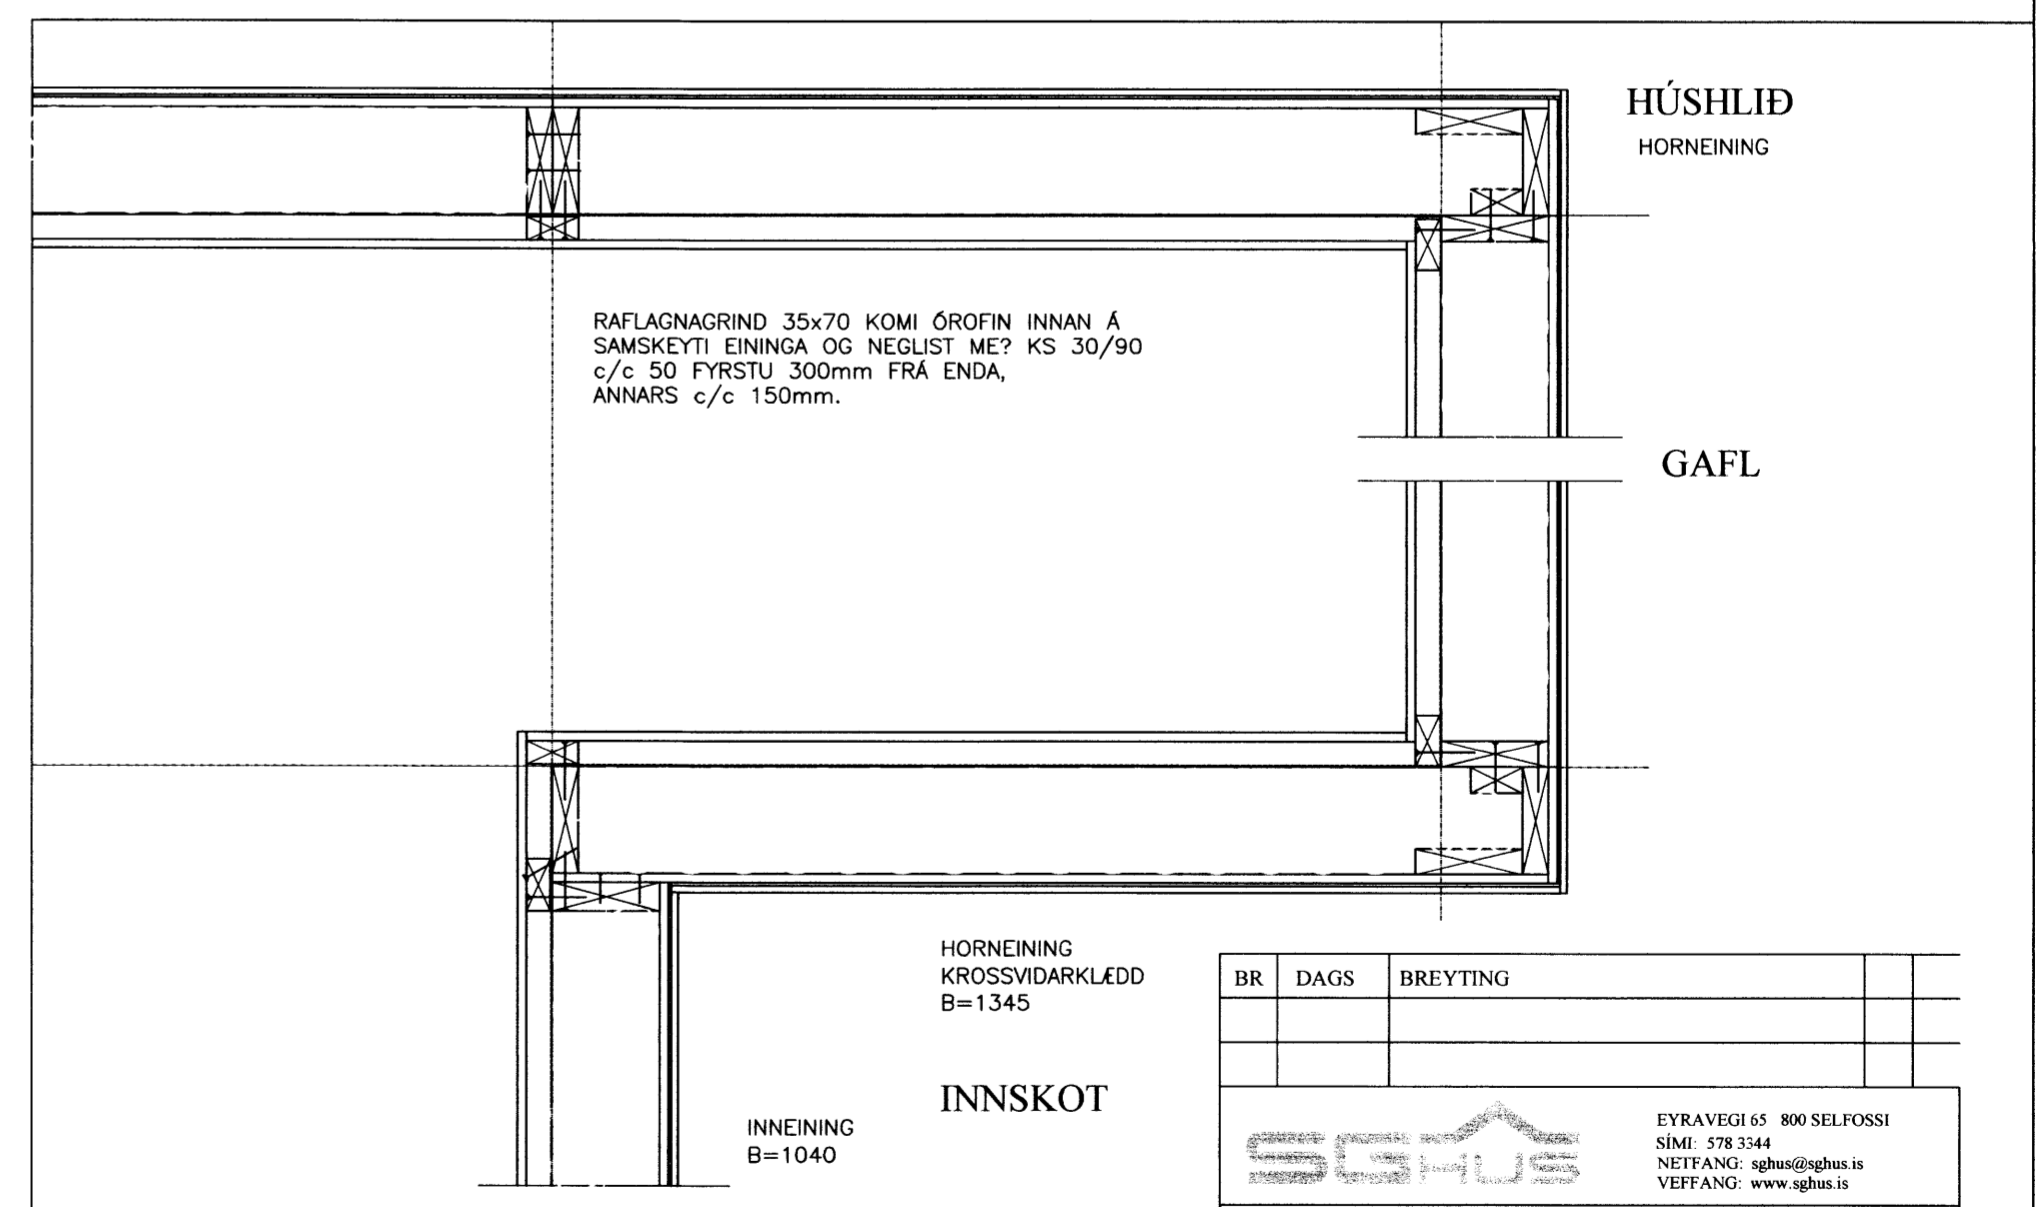 HÚSHLIÐ
HORNEINING
RAFLAGNAGRIND 35x70 KOMI ÓROFIN INNAN Á
SAMSKEYTI EININGA OG NEGLIST ME? KS 30/90
c/c 50 FYRSTU 300mm FRÁ ENDA,
ANNARS c/c 150mm.
GAFL
HORNEINING
KROSSVIDARKLÆDD
B=1345
INNSKOT
INNEINING
B=1040
BR DAGS BREYTING
SG HÚS
EYRAVEGI 65 800 SELFOSSI
SÍMI: 578 3344
NETFANG: sghus@sghus.is
VEFFANG: www.sghus.is